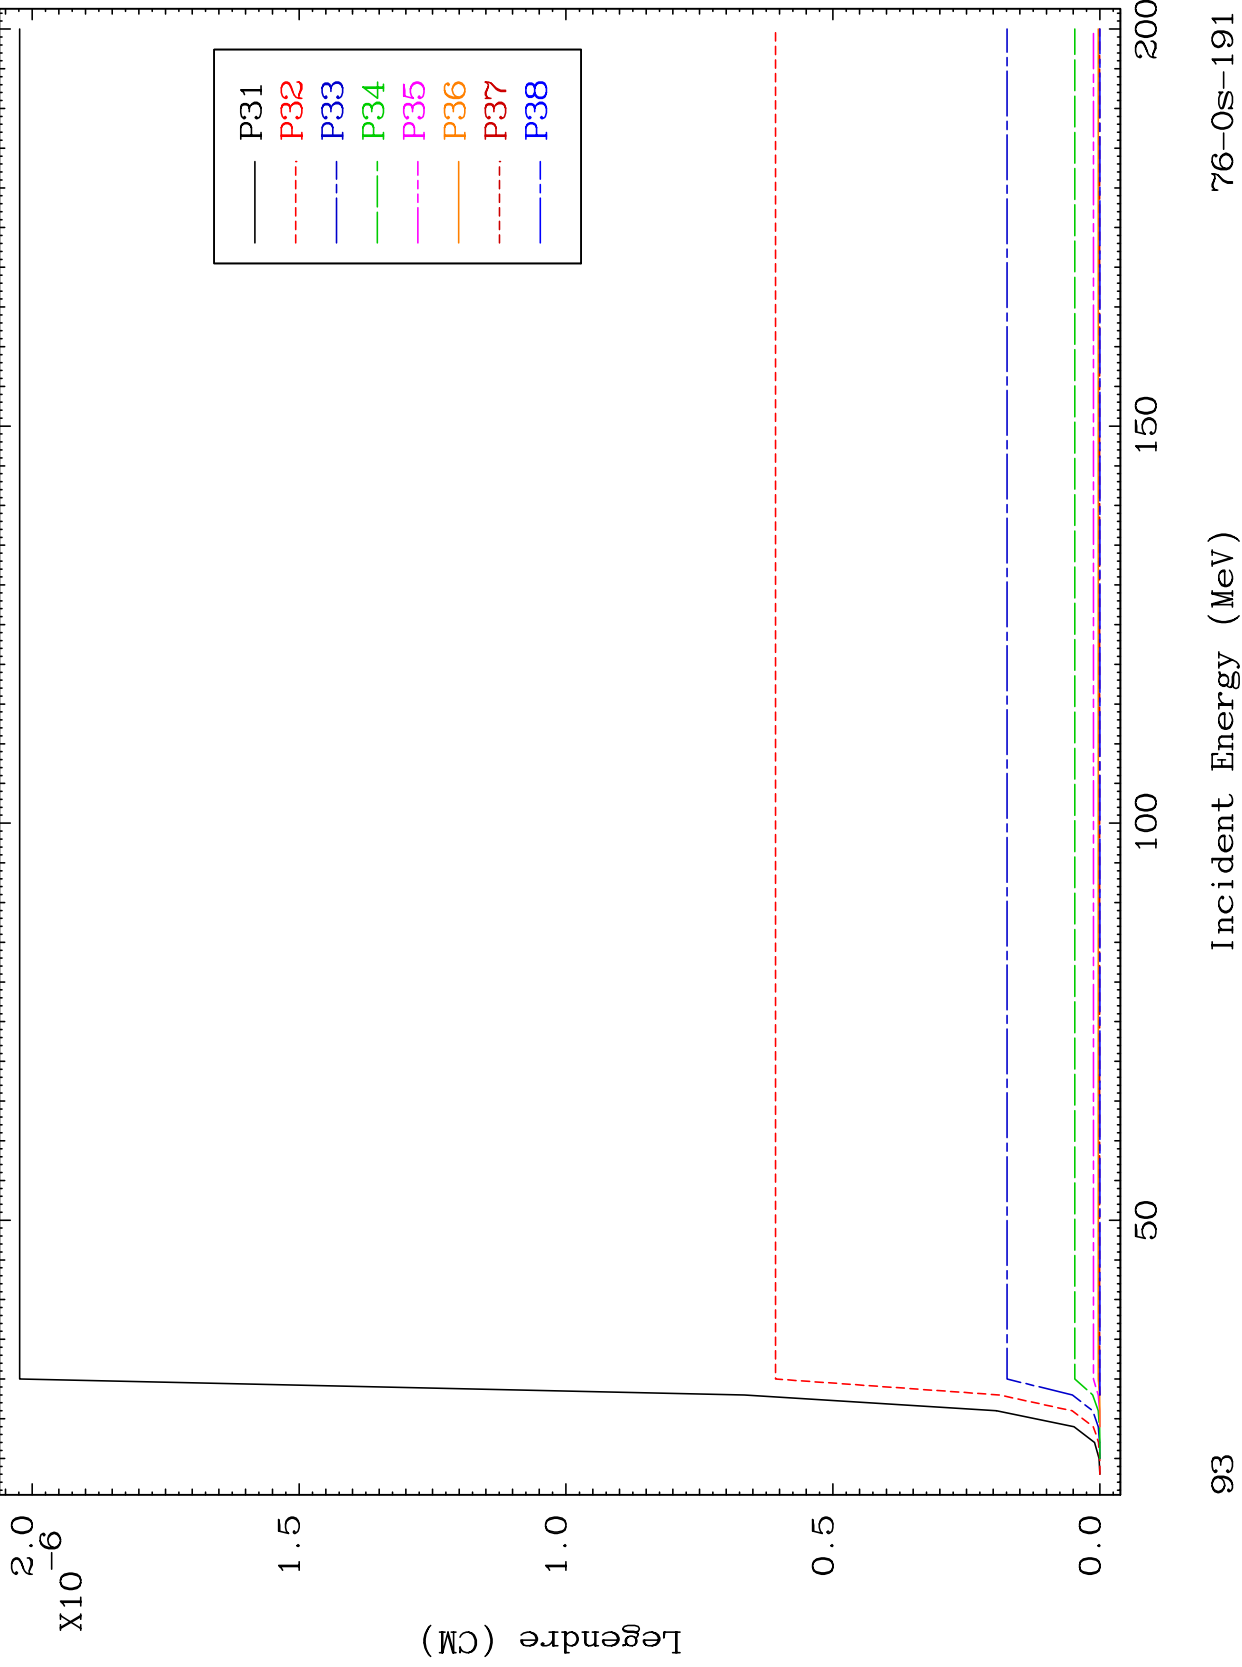 2.0
X10-6
1.5
1.0
0.5
0.0
Legendre (CM)
P31
P32
P33
P34
P35
P36
P37
P38
50
100
150
200
93
Incident Energy (MeV)
76-Os-191